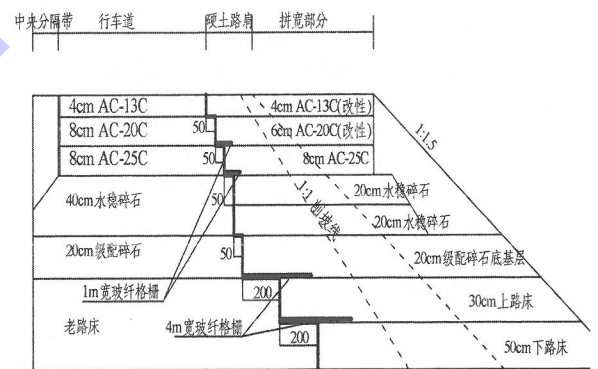 中央分隔带 行车道 硬土路肩 拼宽部分
4cm AC-13C 4cm AC-13C(改性)
8cm AC-20C 50 6cm AC-20C(改性)
8cm AC-25C 50 8cm AC-25C
1:1.5
40cm水稳碎石 50 1:1削坡线 20cm水稳碎石
20cm水稳碎石
20cm级配碎石 50 20cm级配碎石底基层
1m宽玻纤格栅 200 30cm上路床
老路床 4m宽玻纤格栅 200 50cm下路床